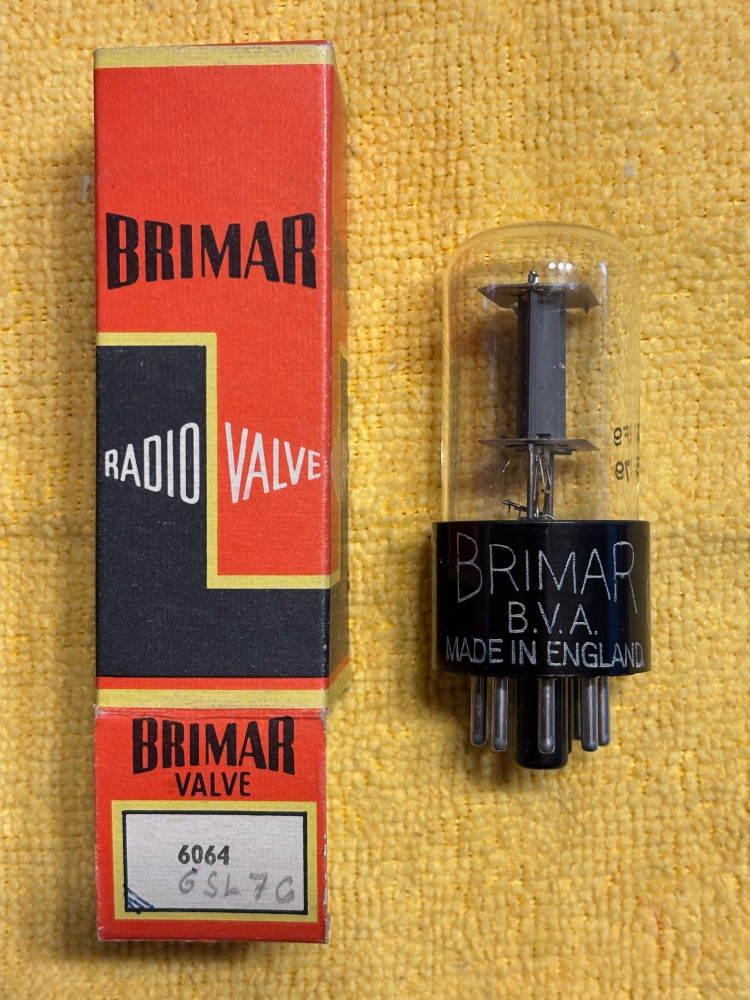 BRIMAR
RADIO VALVE
BRIMAR
VALVE
6064
6SL7G
BRIMAR
B.V.A.
MADE IN ENGLAND